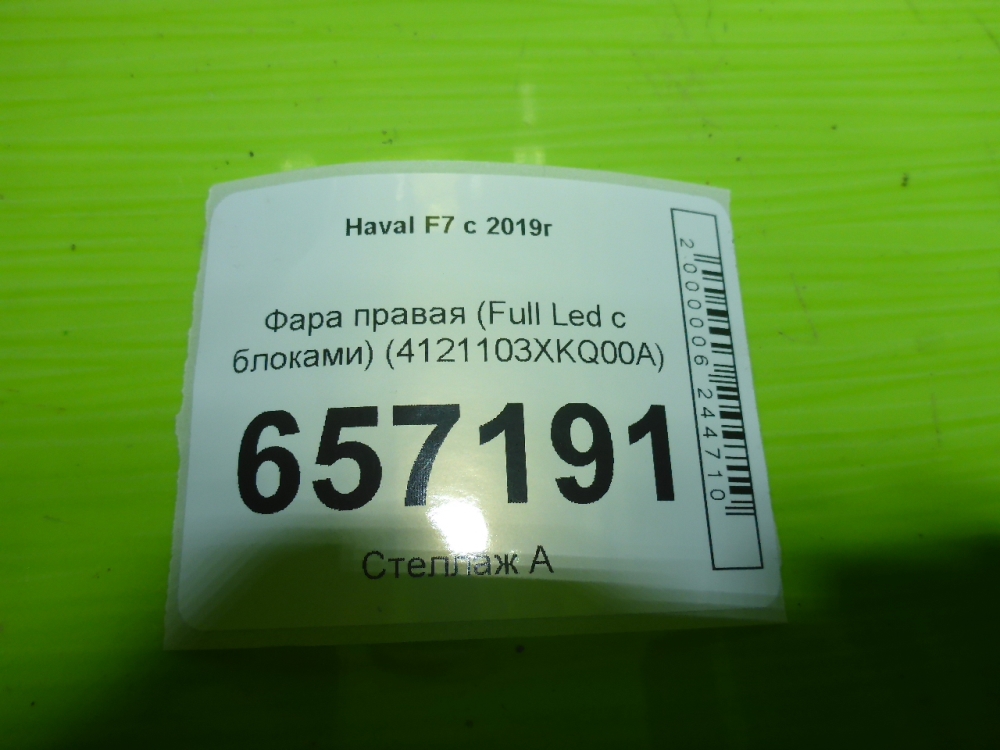 Haval F7 с 2019г
Фара правая (Full Led с
блоками) (4121103XKQ00A)
657191
Стеллаж А
2000006244710